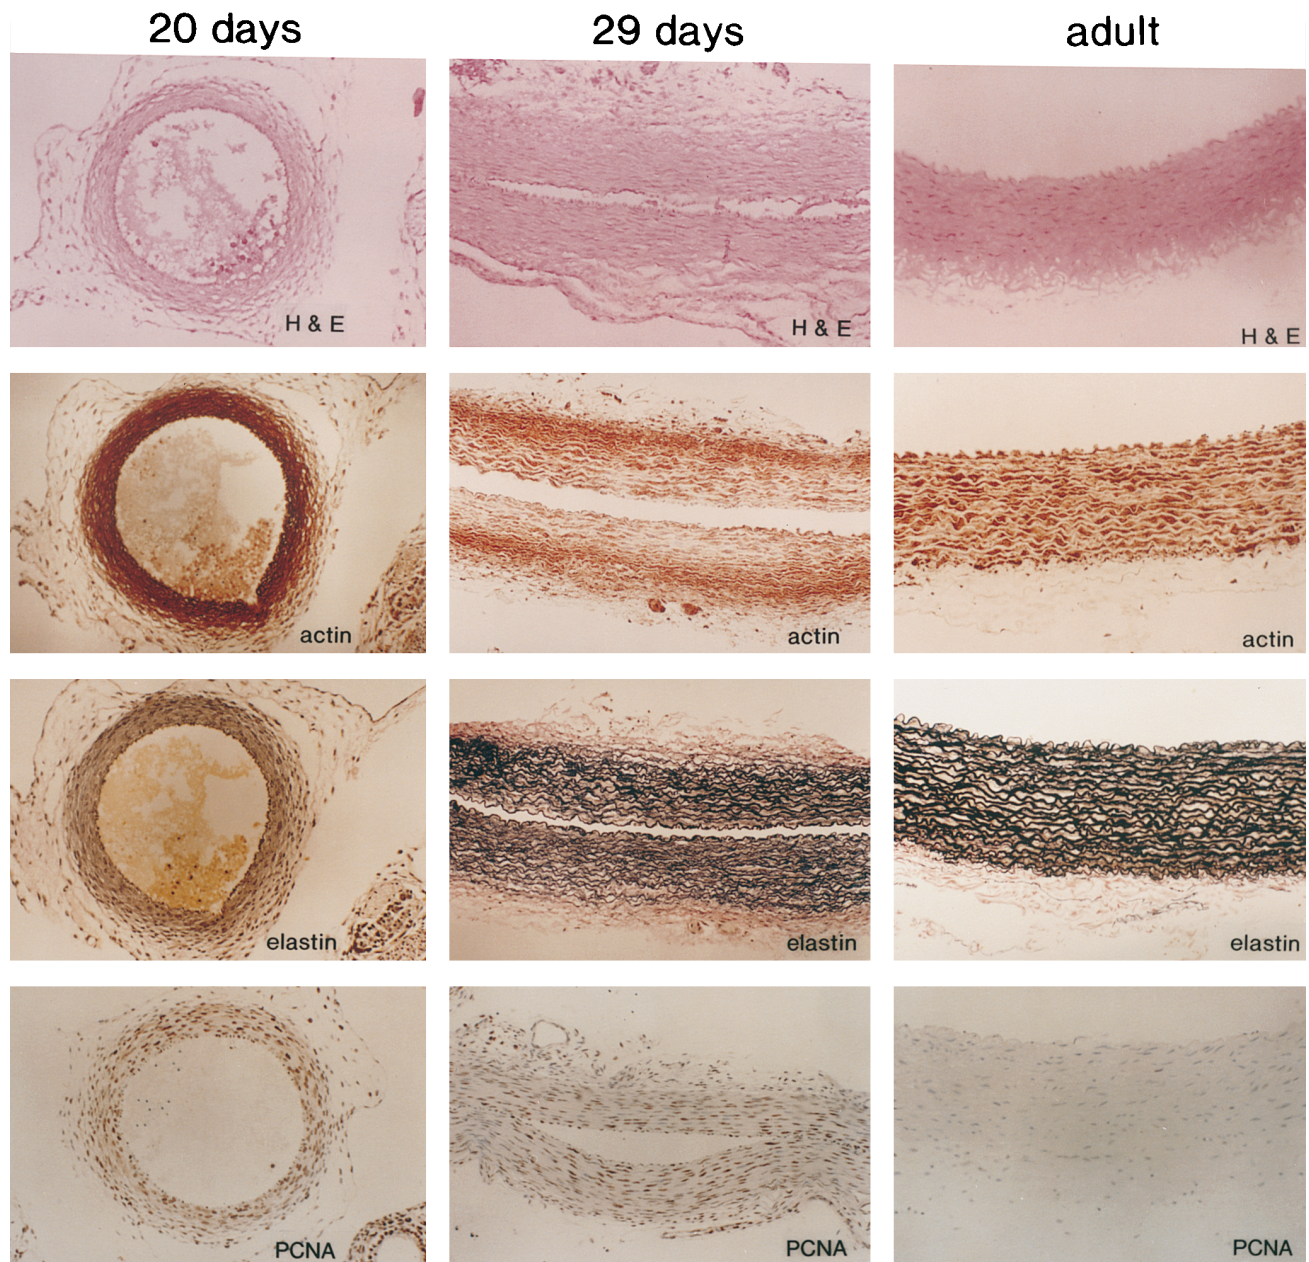 20 days 29 days adult
H & E H & E H & E
actin actin actin
elastin elastin elastin
PCNA PCNA PCNA